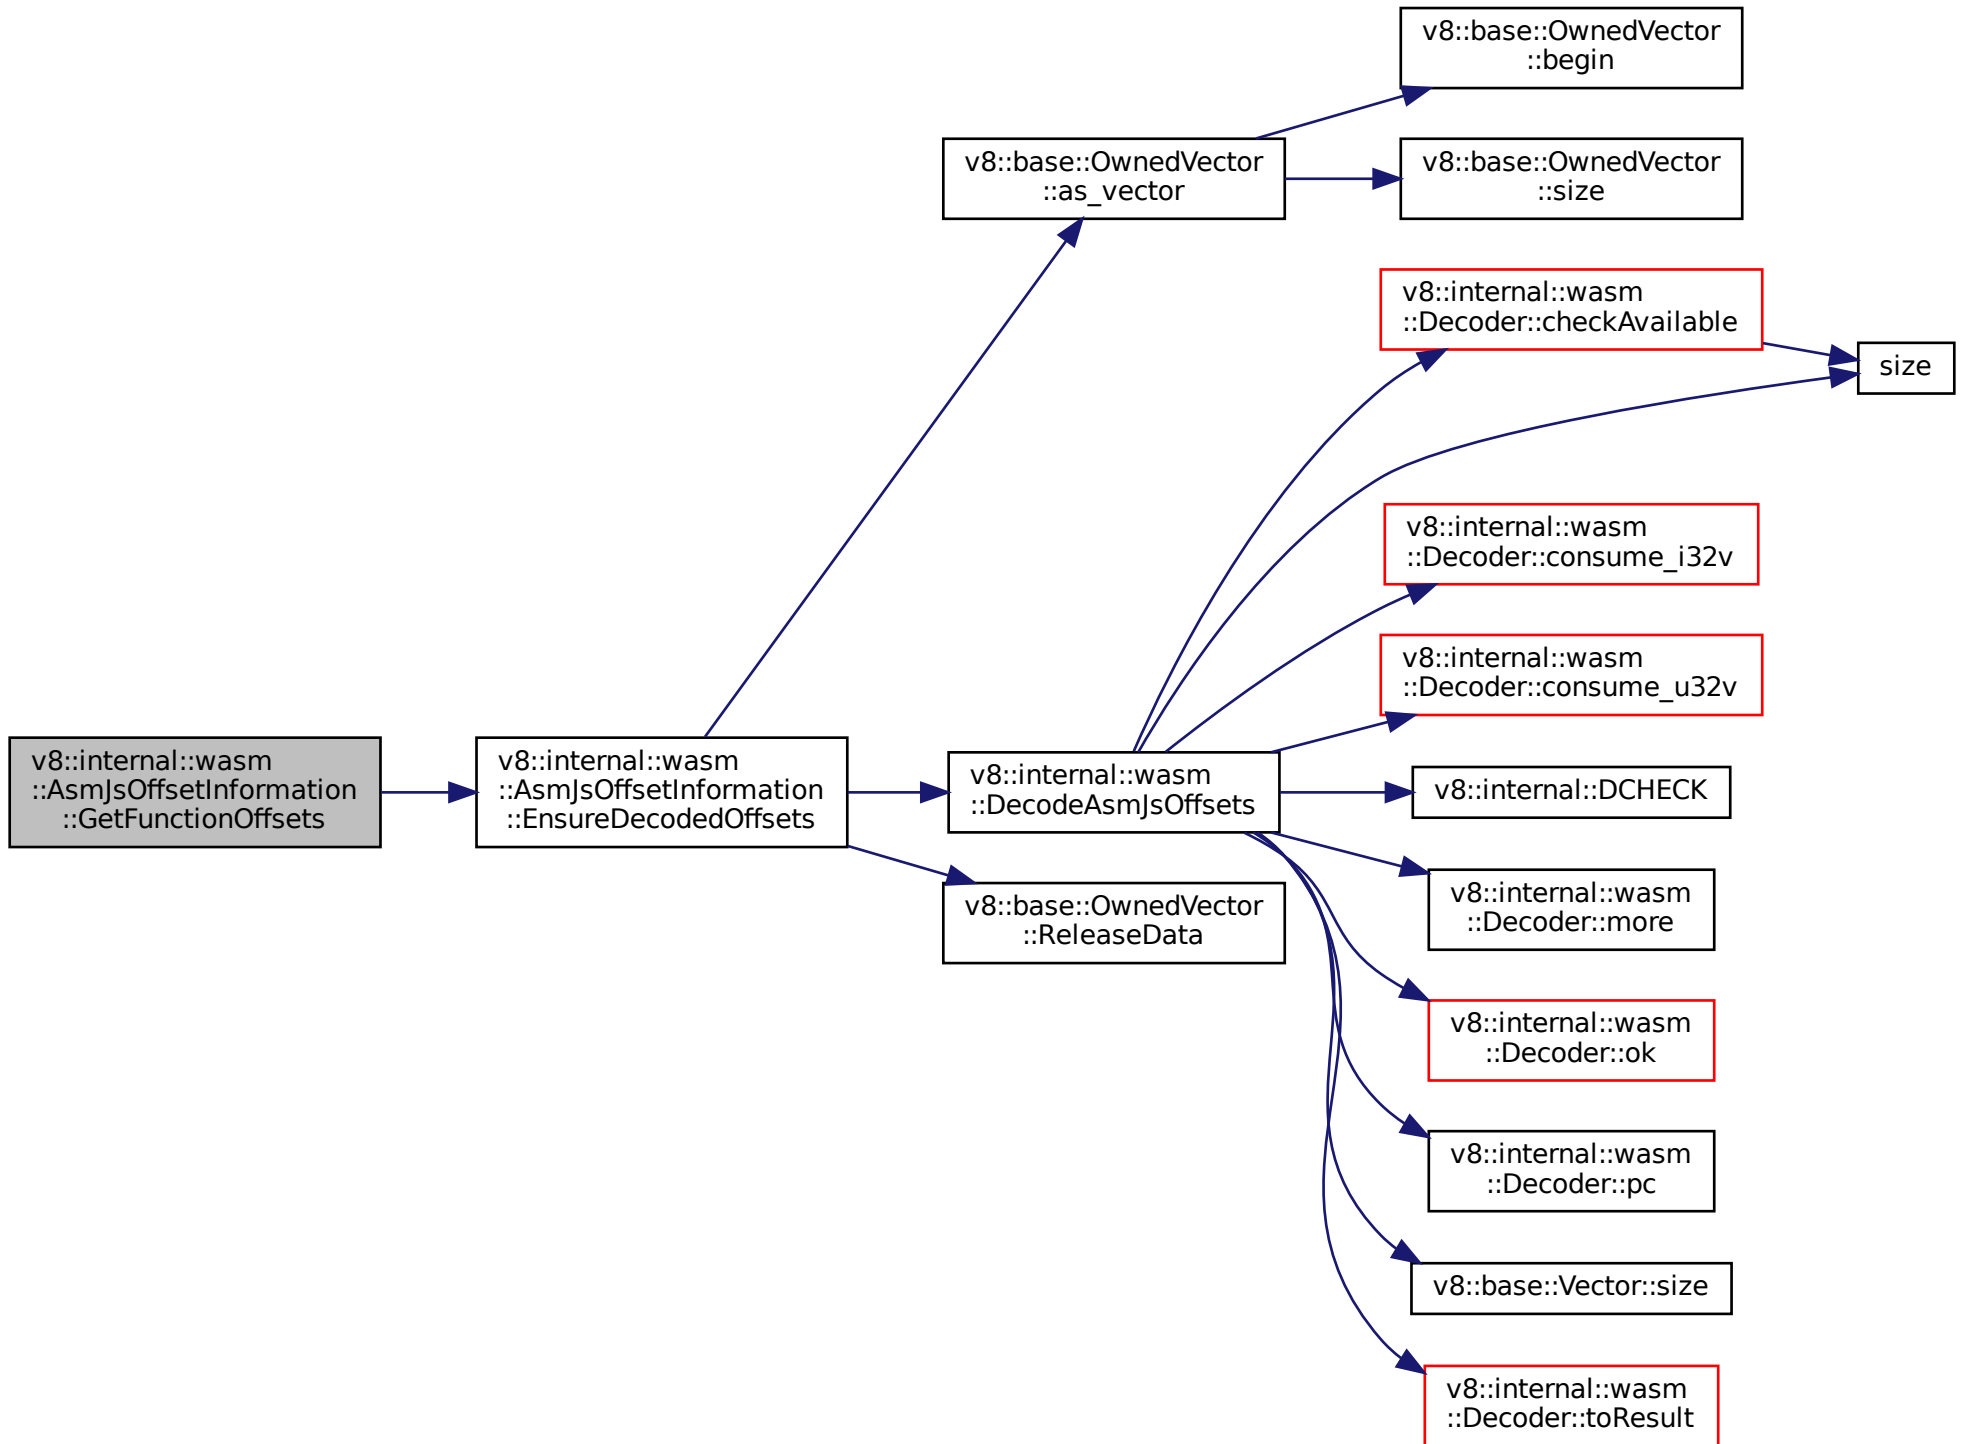 v8::base::OwnedVector
::begin
v8::base::OwnedVector
::as_vector
v8::base::OwnedVector
::size
v8::internal::wasm
::Decoder::checkAvailable
size
v8::internal::wasm
::Decoder::consume_i32v
v8::internal::wasm
::Decoder::consume_u32v
v8::internal::wasm
::AsmJsOffsetInformation
::GetFunctionOffsets
v8::internal::wasm
::AsmJsOffsetInformation
::EnsureDecodedOffsets
v8::internal::wasm
::DecodeAsmJsOffsets
v8::internal::DCHECK
v8::base::OwnedVector
::ReleaseData
v8::internal::wasm
::Decoder::more
v8::internal::wasm
::Decoder::ok
v8::internal::wasm
::Decoder::pc
v8::base::Vector::size
v8::internal::wasm
::Decoder::toResult